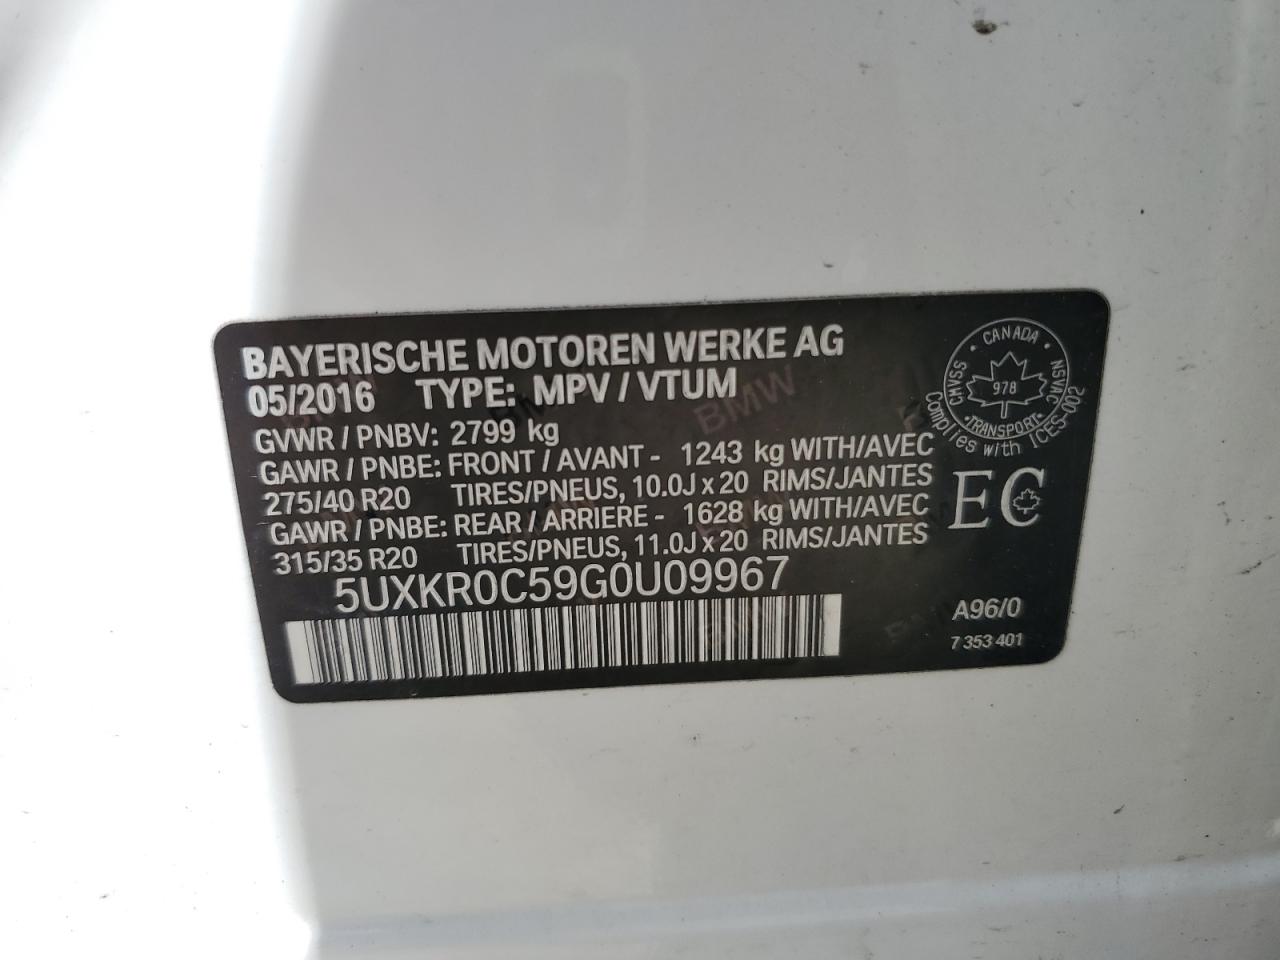 BAYERISCHE MOTOREN WERKE AG
05/2016 TYPE: MPV / VTUM
GVWR / PNBV: 2799 kg
GAWR / PNBE: FRONT / AVANT - 1243 kg WITH/AVEC
275/40 R20 TIRES/PNEUS, 10.0J x 20 RIMS/JANTES
GAWR / PNBE: REAR / ARRIERE - 1628 kg WITH/AVEC
315/35 R20 TIRES/PNEUS, 11.0J x 20 RIMS/JANTES
5UXKR0C59G0U09967
CMVSS • CANADA • NSVAC
978
• TRANSPORT •
Complies with ICES-002
EC
A96/0
7 353 401
BMW
BMW